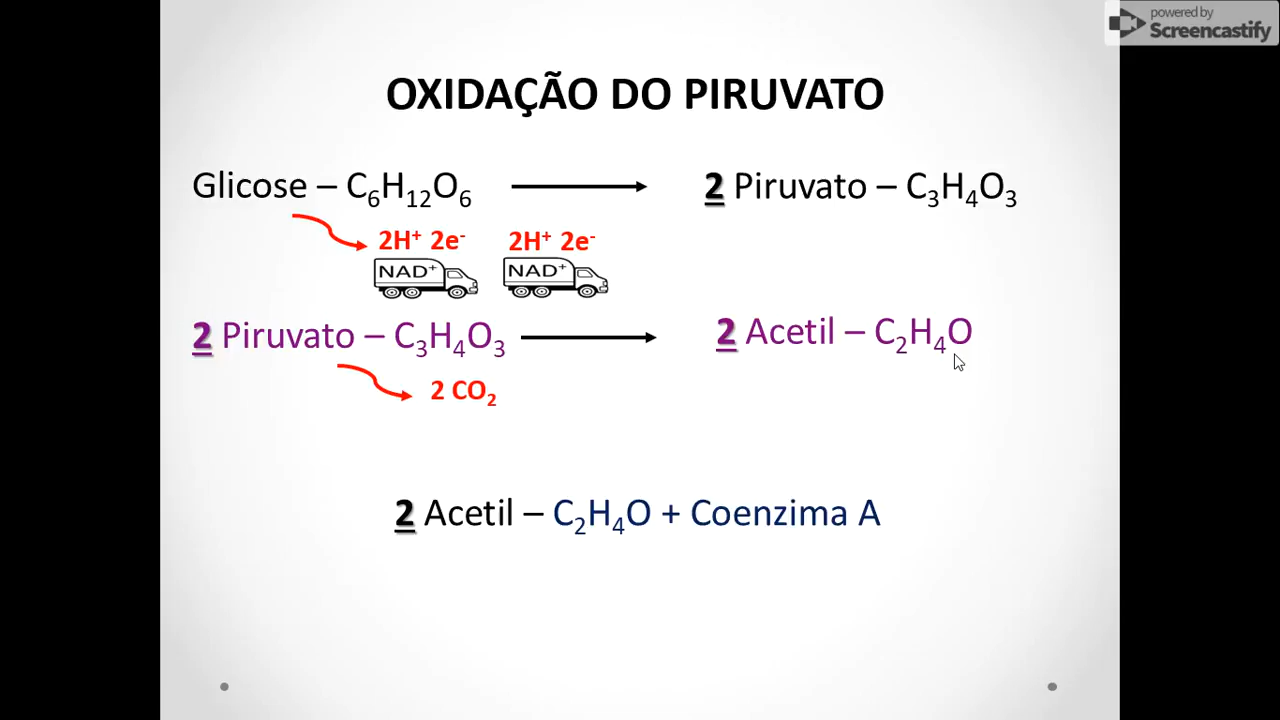 powered by
Screencastify
OXIDAÇÃO DO PIRUVATO
Glicose – C₆H₁₂O₆ 2 Piruvato – C₃H₄O₃
2H⁺ 2e⁻ 2H⁺ 2e⁻
NAD⁺ NAD⁺
2 Piruvato – C₃H₄O₃ 2 Acetil – C₂H₄O
2 CO₂
2 Acetil – C₂H₄O + Coenzima A